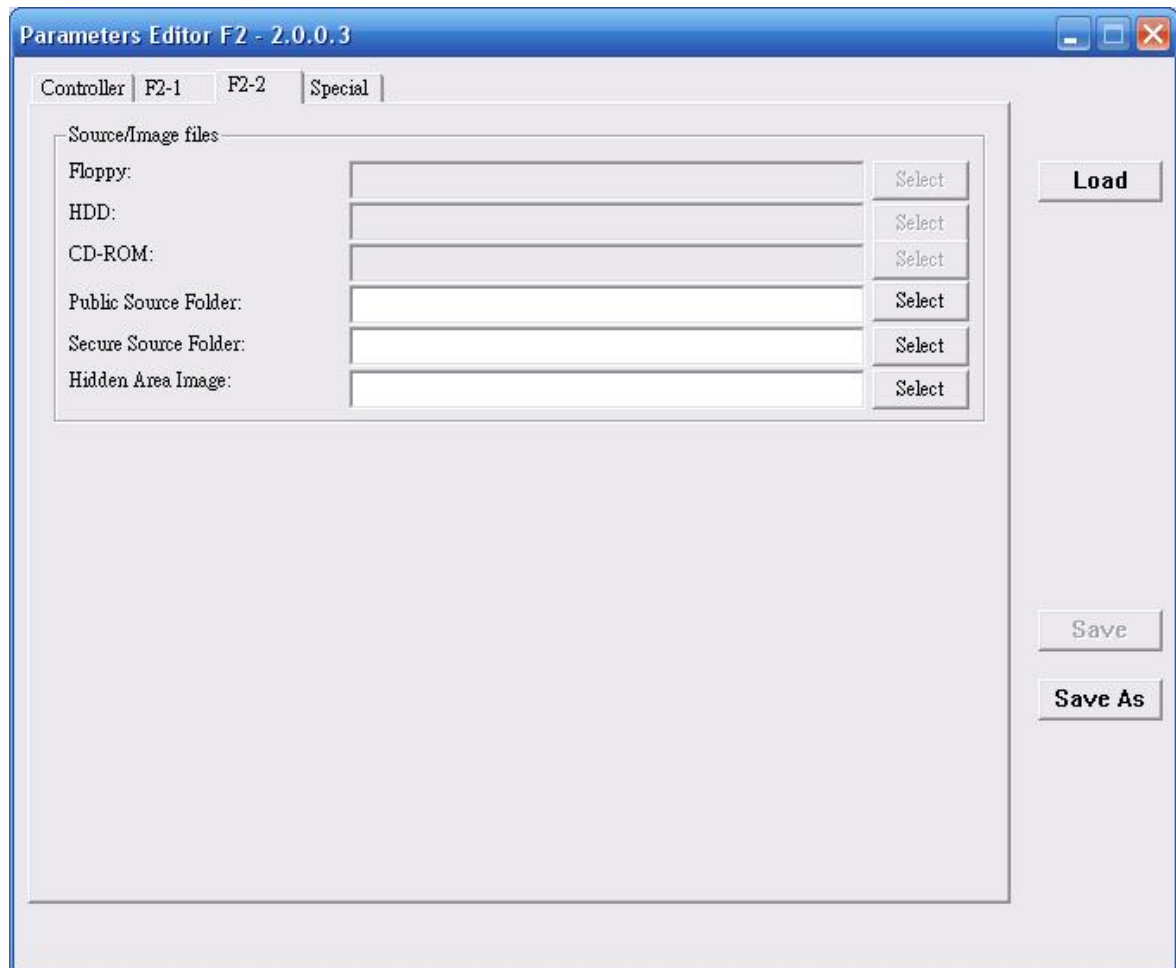 Parameters Editor F2 - 2.0.0.3
Controller F2-1 F2-2 Special
Source/Image files
Floppy: Select
HDD: Select
CD-ROM: Select
Public Source Folder: Select
Secure Source Folder: Select
Hidden Area Image: Select
Load
Save
Save As